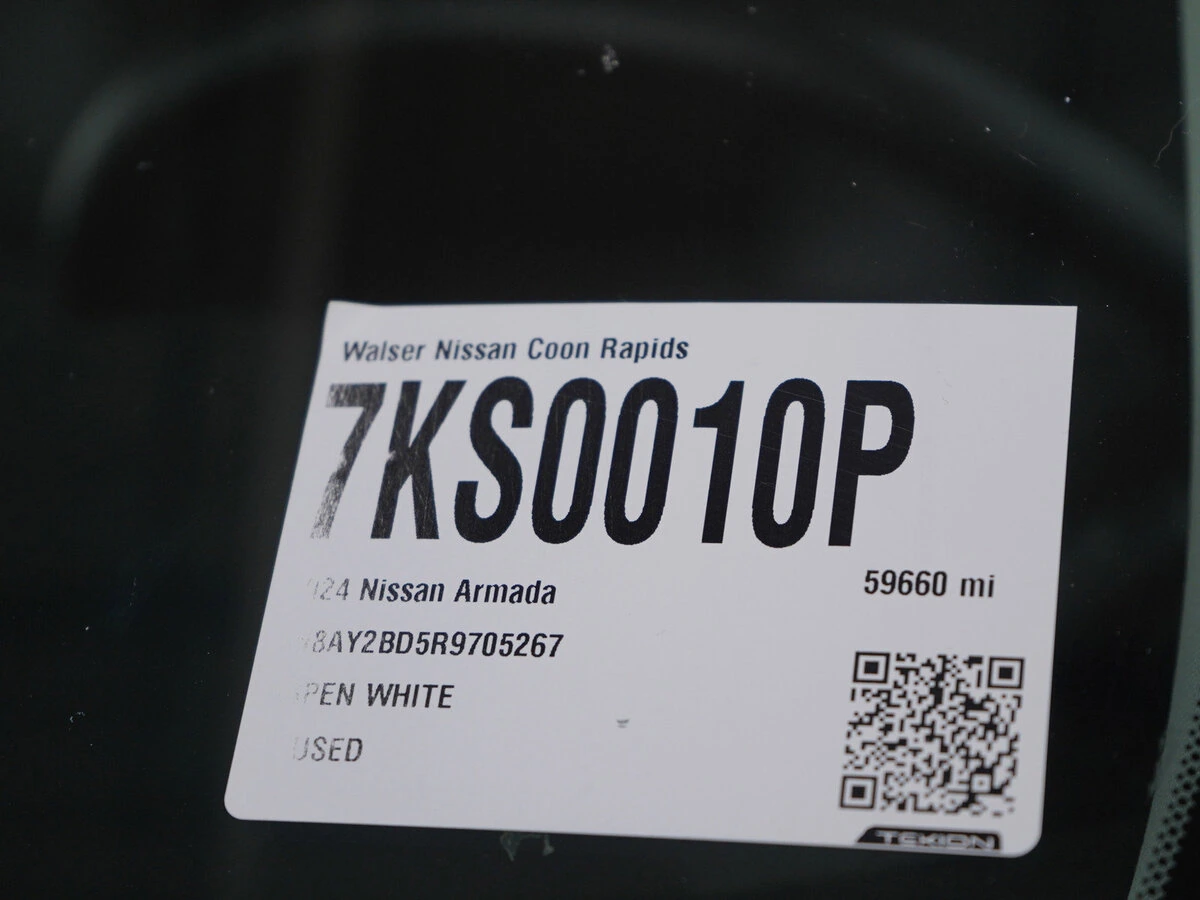 Walser Nissan Coon Rapids
7KS0010P
24 Nissan Armada
59660 mi
8AY2BD5R9705267
PEN WHITE
USED
TEKION